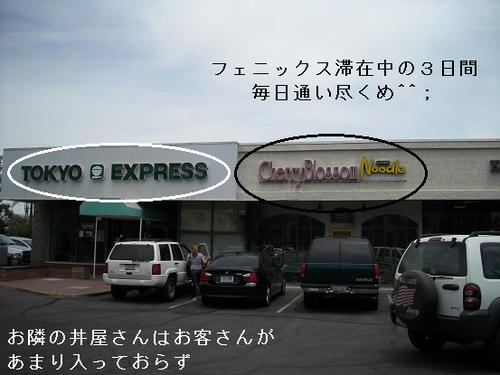 フェニックス滞在中の３日間
毎日通い尽くめ^^；
TOKYO EXPRESS
CherryBlossom Noodle
お隣の丼屋さんはお客さんが
あまり入っておらず